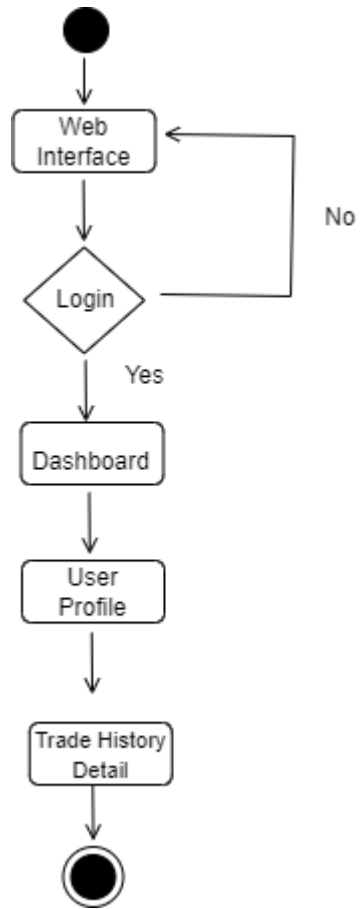 Web
Interface
No
Login
Yes
Dashboard
User
Profile
Trade History
Detail